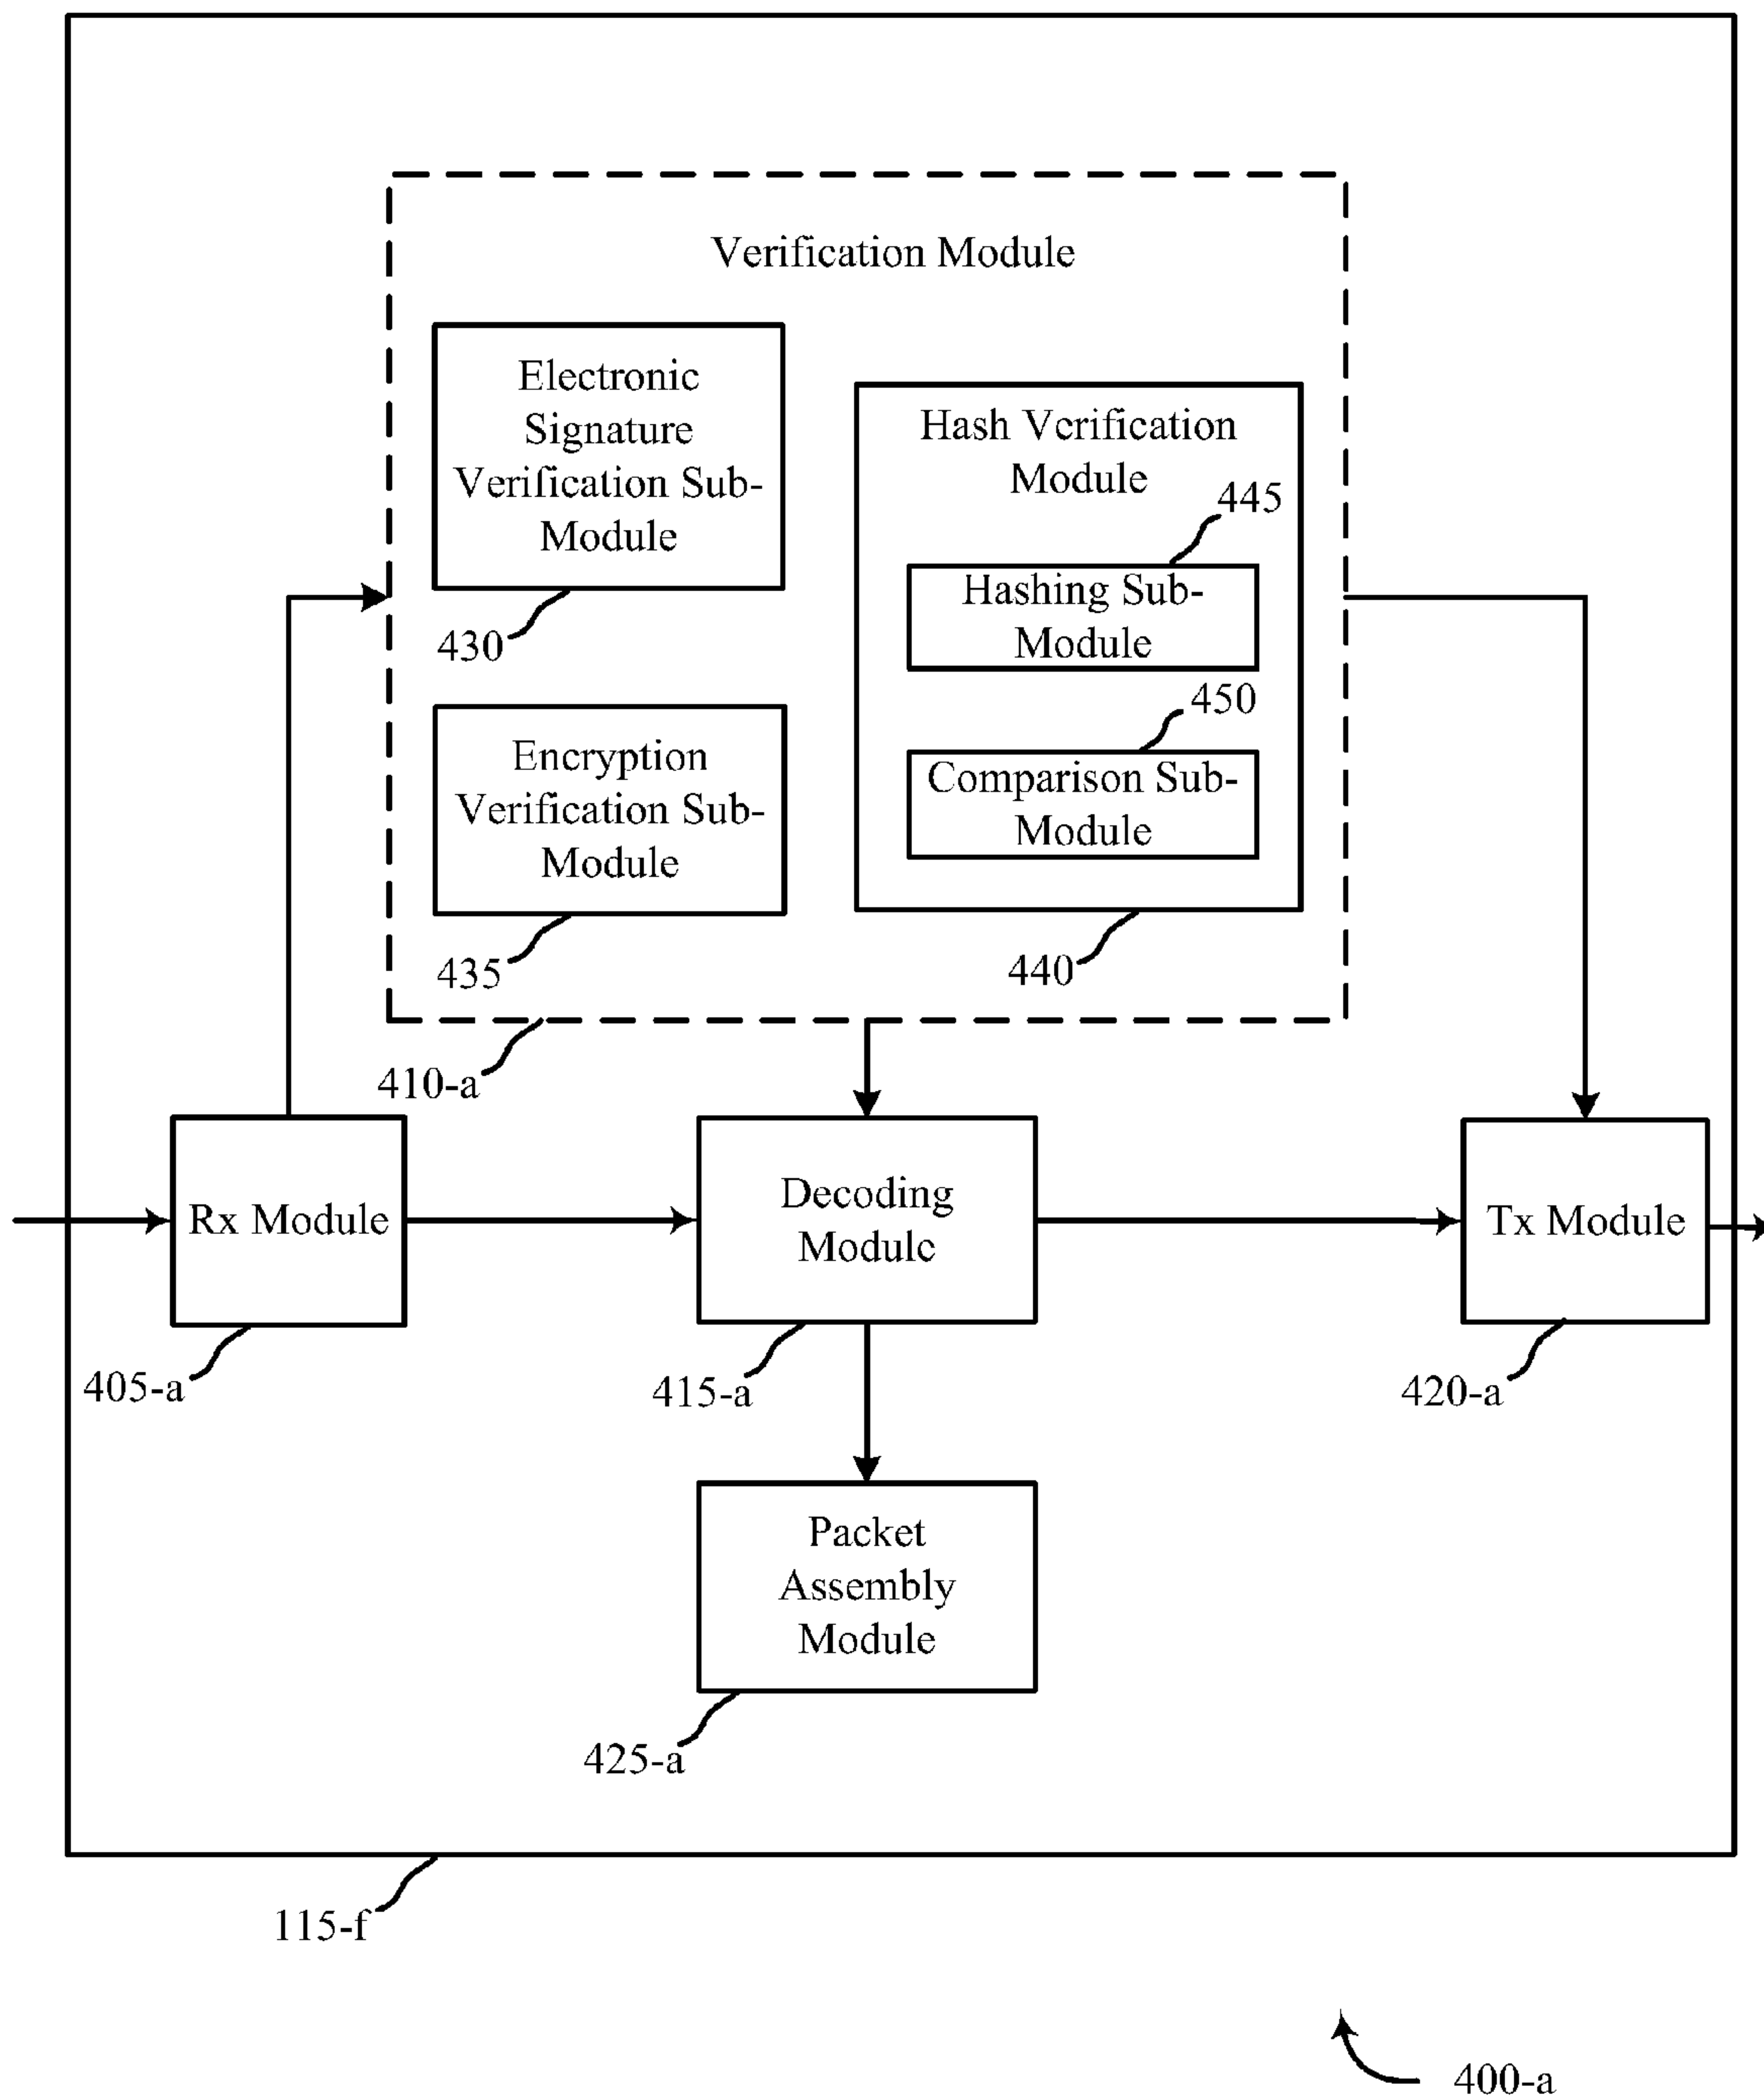 Verification Module
Electronic
Signature
Verification Sub-
Module
430
Hash Verification
Module
445
Hashing Sub-
Module
450
Comparison Sub-
Module
440
Encryption
Verification Sub-
Module
435
410-a
Rx Module
405-a
Decoding
Module
415-a
Tx Module
420-a
Packet
Assembly
Module
425-a
115-f
400-a